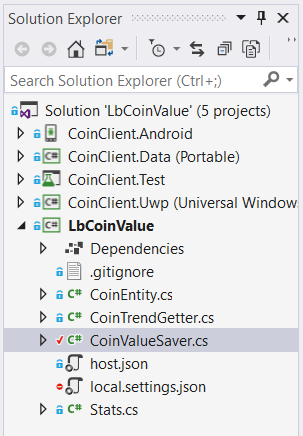 Solution Explorer
Search Solution Explorer (Ctrl+;)
Solution 'LbCoinValue' (5 projects)
CoinClient.Android
C# CoinClient.Data (Portable)
CoinClient.Test
C# CoinClient.Uwp (Universal Window
C# LbCoinValue
Dependencies
.gitignore
C# CoinEntity.cs
C# CoinTrendGetter.cs
C# CoinValueSaver.cs
host.json
local.settings.json
C# Stats.cs